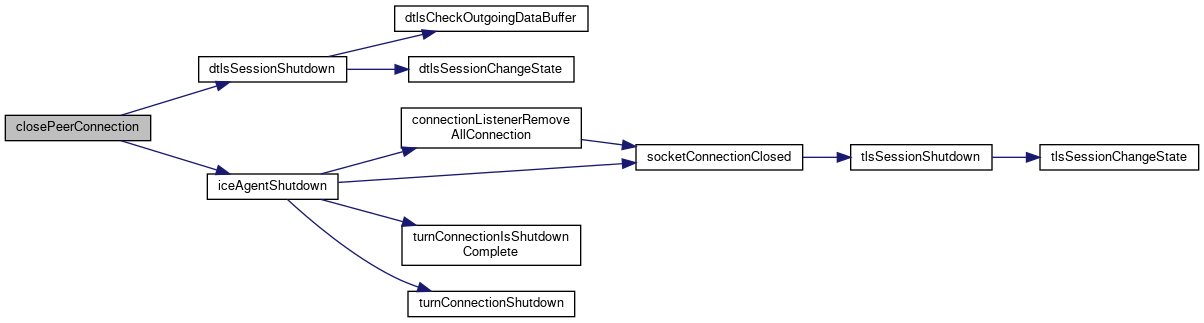 dtlsCheckOutgoingDataBuffer
dtlsSessionShutdown
dtlsSessionChangeState
closePeerConnection
connectionListenerRemove
AllConnection
socketConnectionClosed
tlsSessionShutdown
tlsSessionChangeState
iceAgentShutdown
turnConnectionIsShutdown
Complete
turnConnectionShutdown